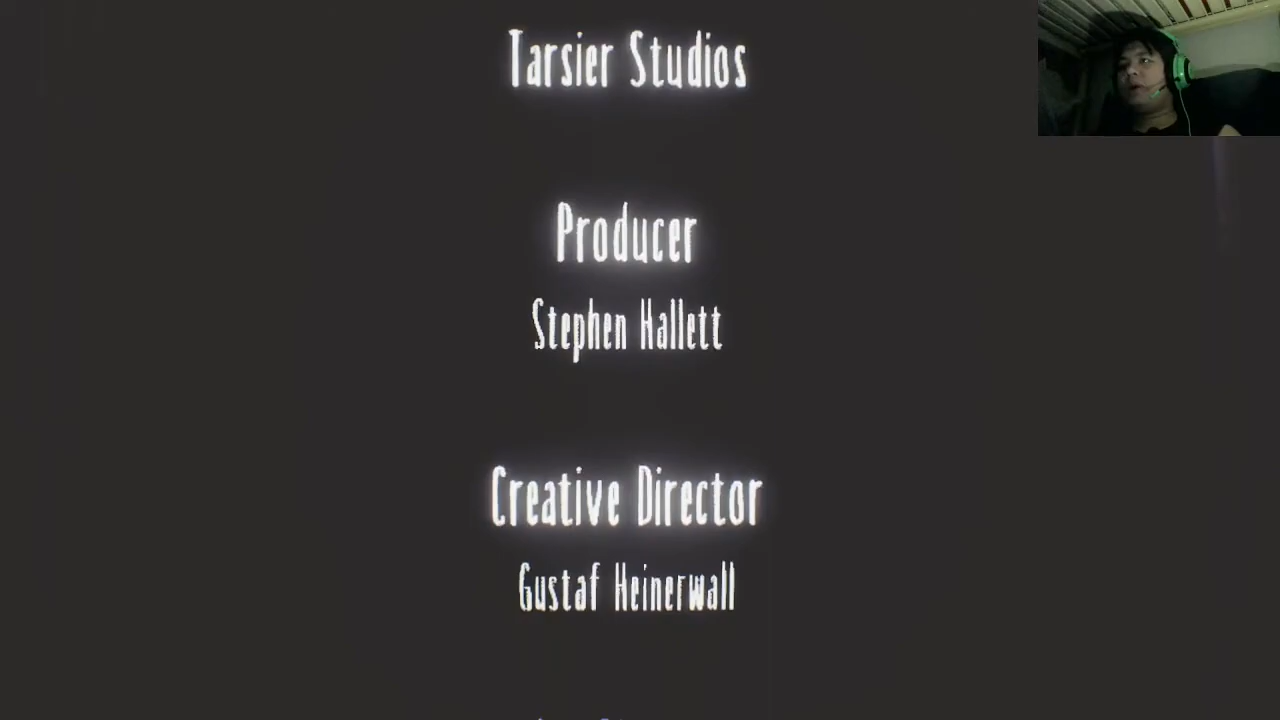 Tarsier Studios
Producer
Stephen Hallett
Creative Director
Gustaf Heinerwall